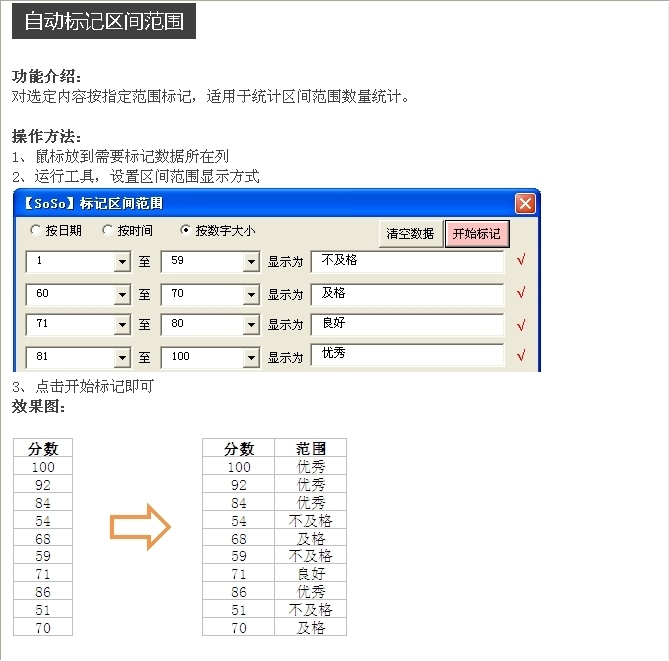 自动标记区间范围
功能介绍：
对选定内容按指定范围标记，适用于统计区间范围数量统计。
操作方法：
1、鼠标放到需要标记数据所在列
2、运行工具，设置区间范围显示方式
【SoSo】标记区间范围
按日期 按时间 按数字大小 清空数据 开始标记
1 至 59 显示为 不及格 √
60 至 70 显示为 及格 √
71 至 80 显示为 良好 √
81 至 100 显示为 优秀 √
3、点击开始标记即可
效果图：
分数 分数 范围
100 100 优秀
92 92 优秀
84 84 优秀
54 54 不及格
68 68 及格
59 59 不及格
71 71 良好
86 86 优秀
51 51 不及格
70 70 及格